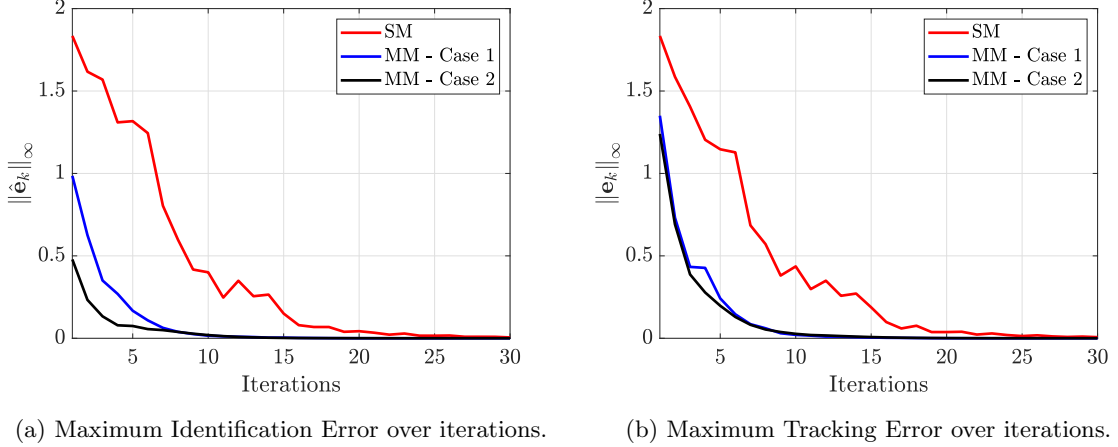 2
1.5
1
0.5
0
‖ê_k‖_∞
SM
MM - Case 1
MM - Case 2
5 10 15 20 25 30
Iterations
(a) Maximum Identification Error over iterations.
2
1.5
1
0.5
0
‖e_k‖_∞
SM
MM - Case 1
MM - Case 2
5 10 15 20 25 30
Iterations
(b) Maximum Tracking Error over iterations.